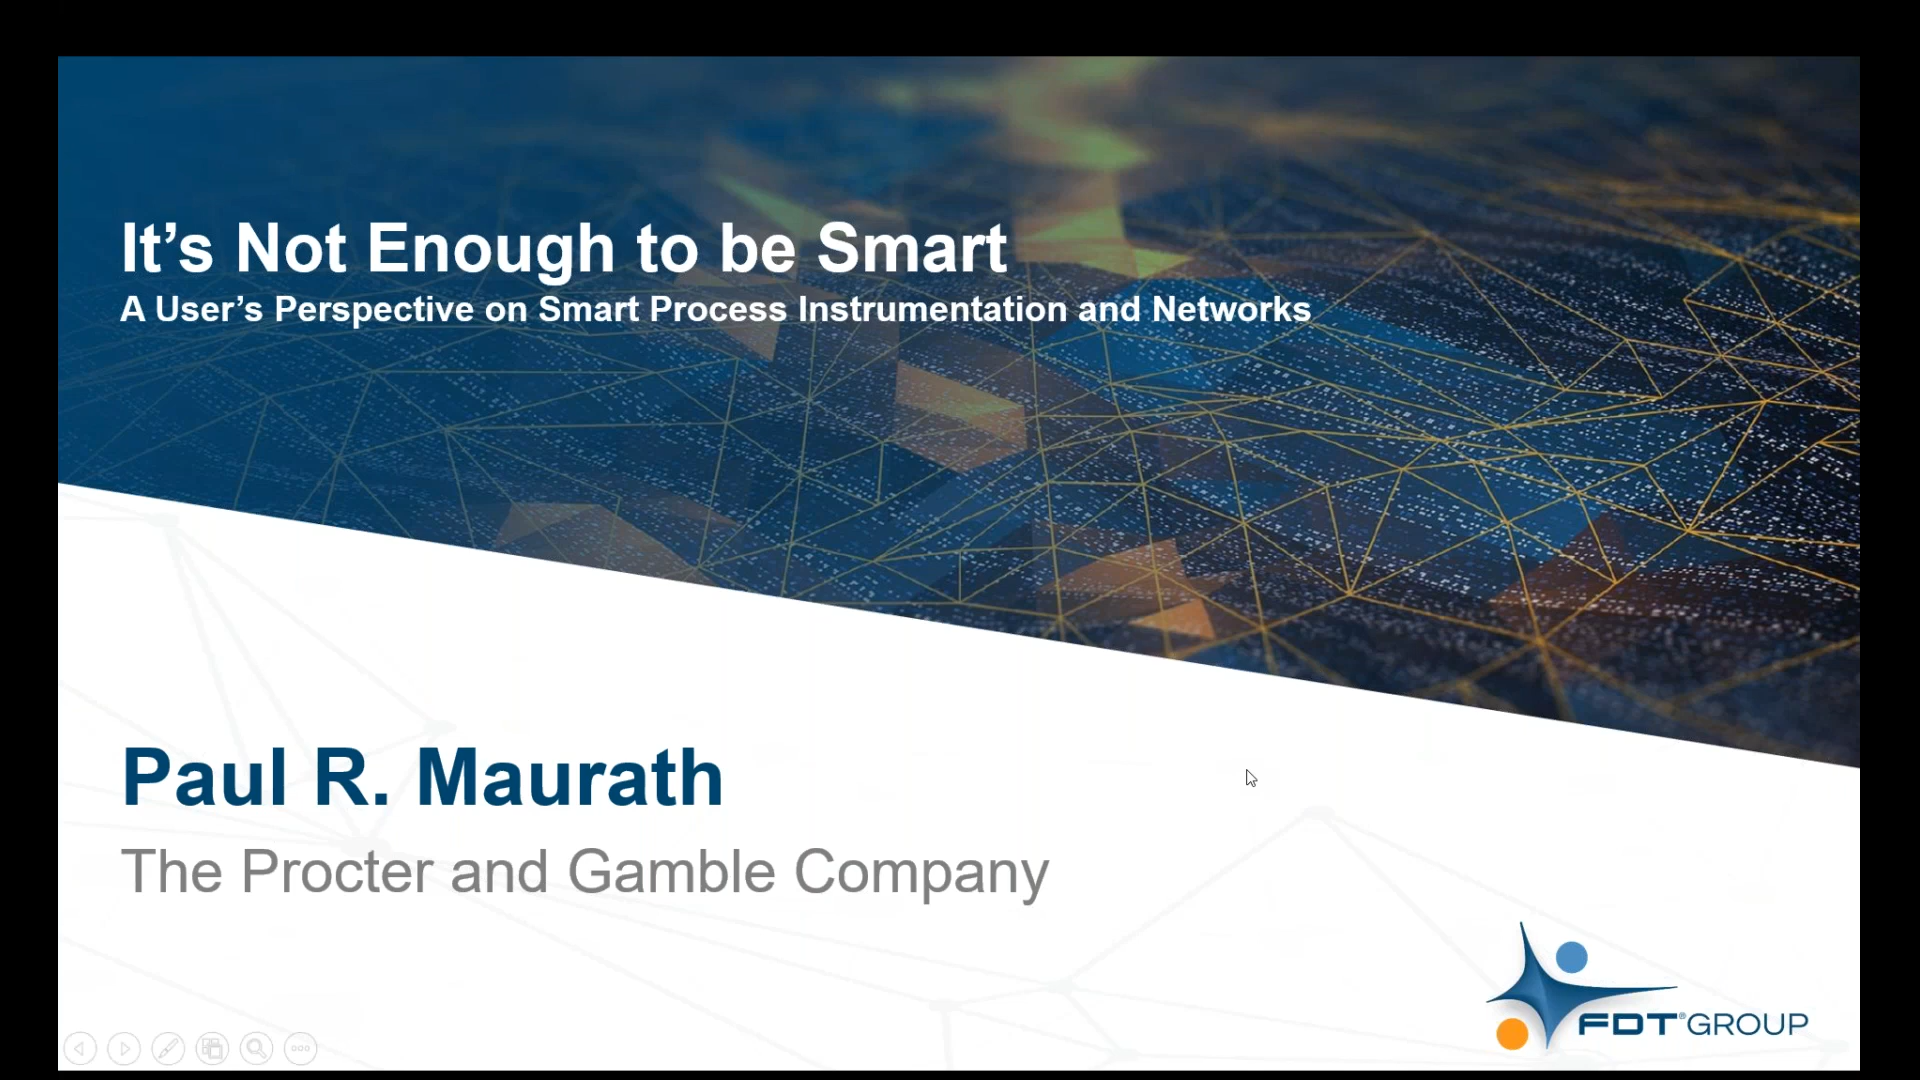 It’s Not Enough to be Smart
A User’s Perspective on Smart Process Instrumentation and Networks
Paul R. Maurath
The Procter and Gamble Company
FDT® GROUP